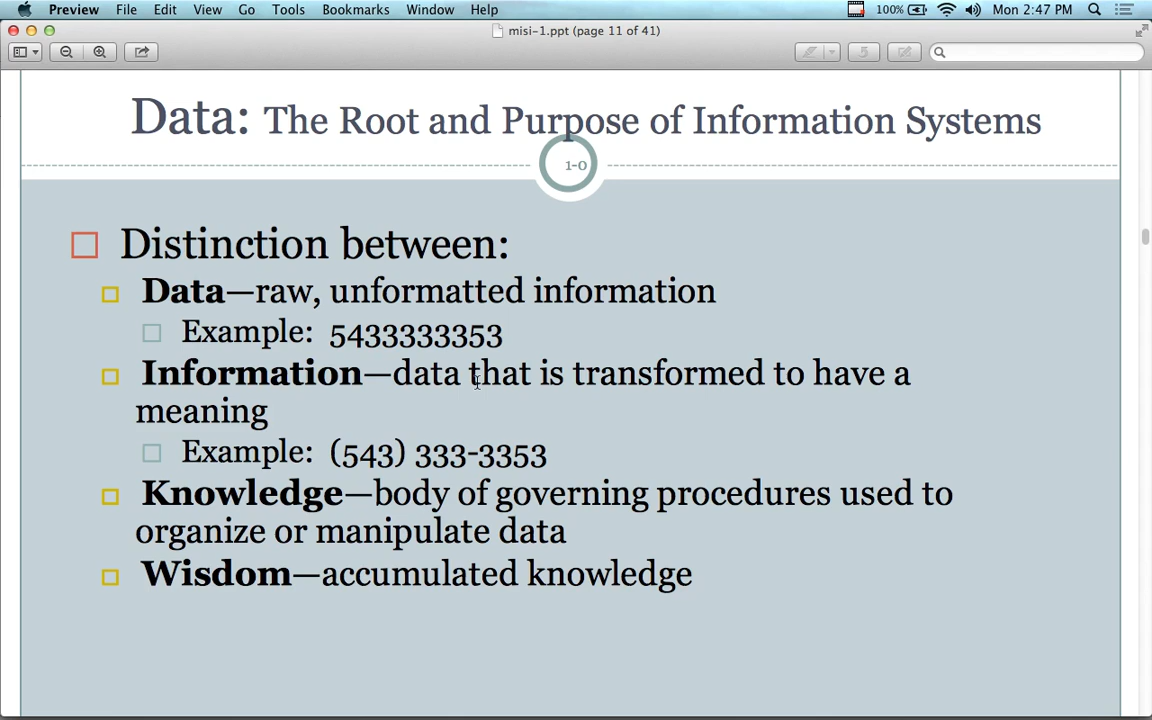 Preview File Edit View Go Tools Bookmarks Window Help 100% Mon 2:47 PM
misi-1.ppt (page 11 of 41)
Data: The Root and Purpose of Information Systems
1-0
Distinction between:
Data—raw, unformatted information
Example: 5433333353
Information—data that is transformed to have a
meaning
Example: (543) 333-3353
Knowledge—body of governing procedures used to
organize or manipulate data
Wisdom—accumulated knowledge